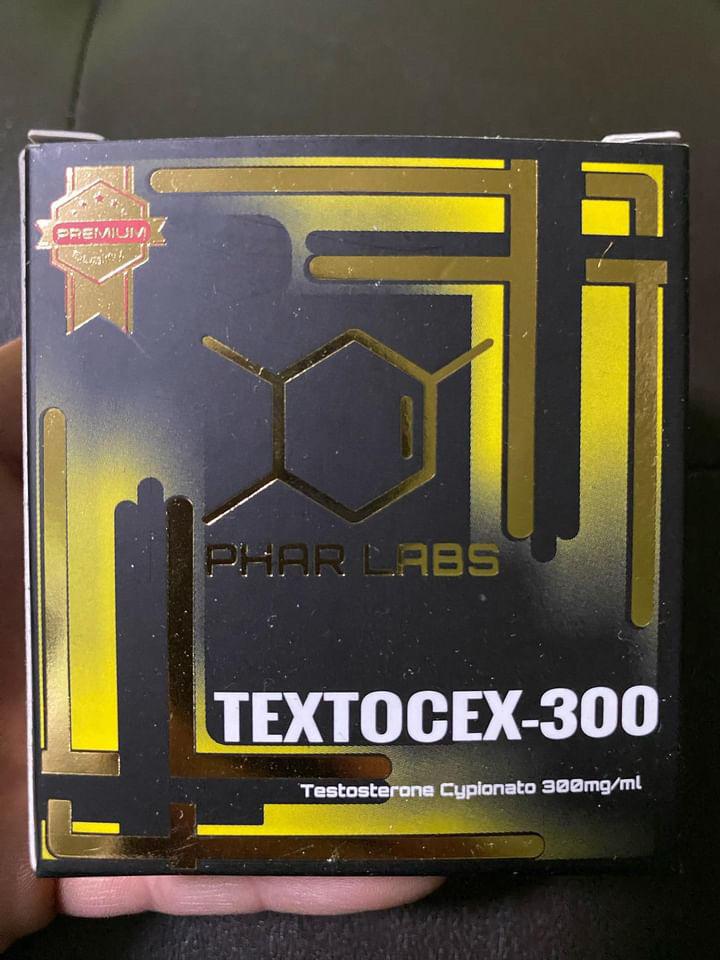 PREMIUM
PHAR LABS
TEXTOCEX-300
Testosterone Cypionato 300mg/ml